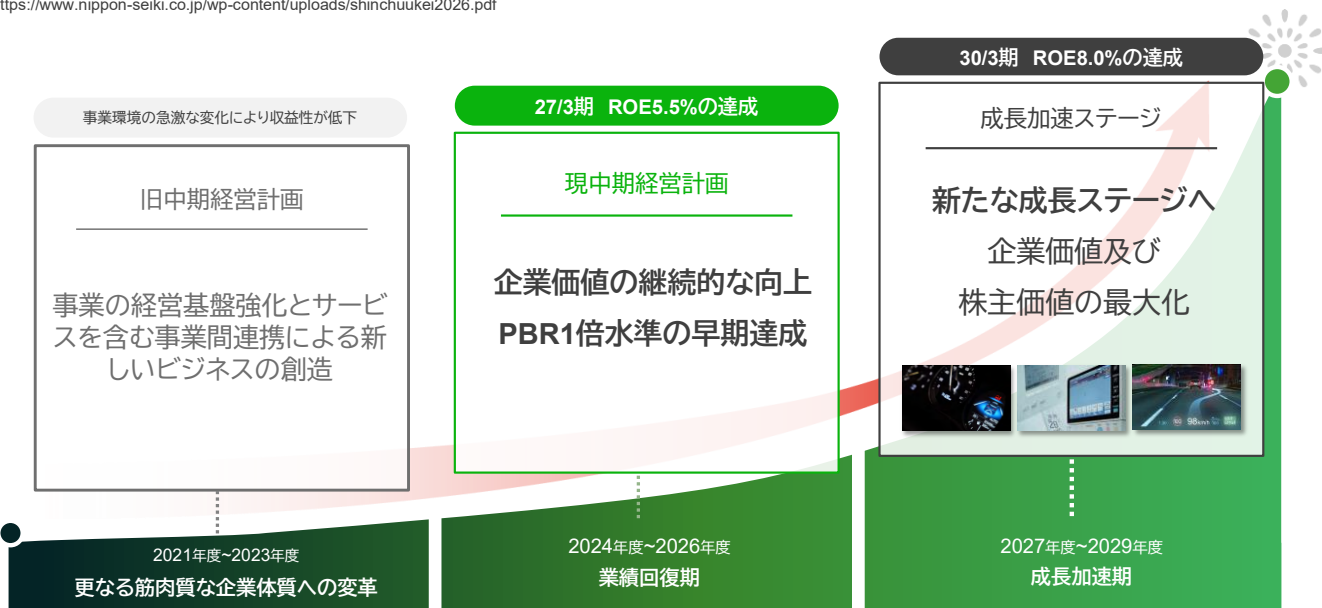 ttps://www.nippon-seiki.co.jp/wp-content/uploads/shinchuukei2026.pdf
事業環境の急激な変化により収益性が低下
旧中期経営計画
事業の経営基盤強化とサービ
スを含む事業間連携による新
しいビジネスの創造
2021年度~2023年度
更なる筋肉質な企業体質への変革
27/3期 ROE5.5%の達成
現中期経営計画
企業価値の継続的な向上
PBR1倍水準の早期達成
2024年度~2026年度
業績回復期
30/3期 ROE8.0%の達成
成長加速ステージ
新たな成長ステージへ
企業価値及び
株主価値の最大化
98
2027年度~2029年度
成長加速期